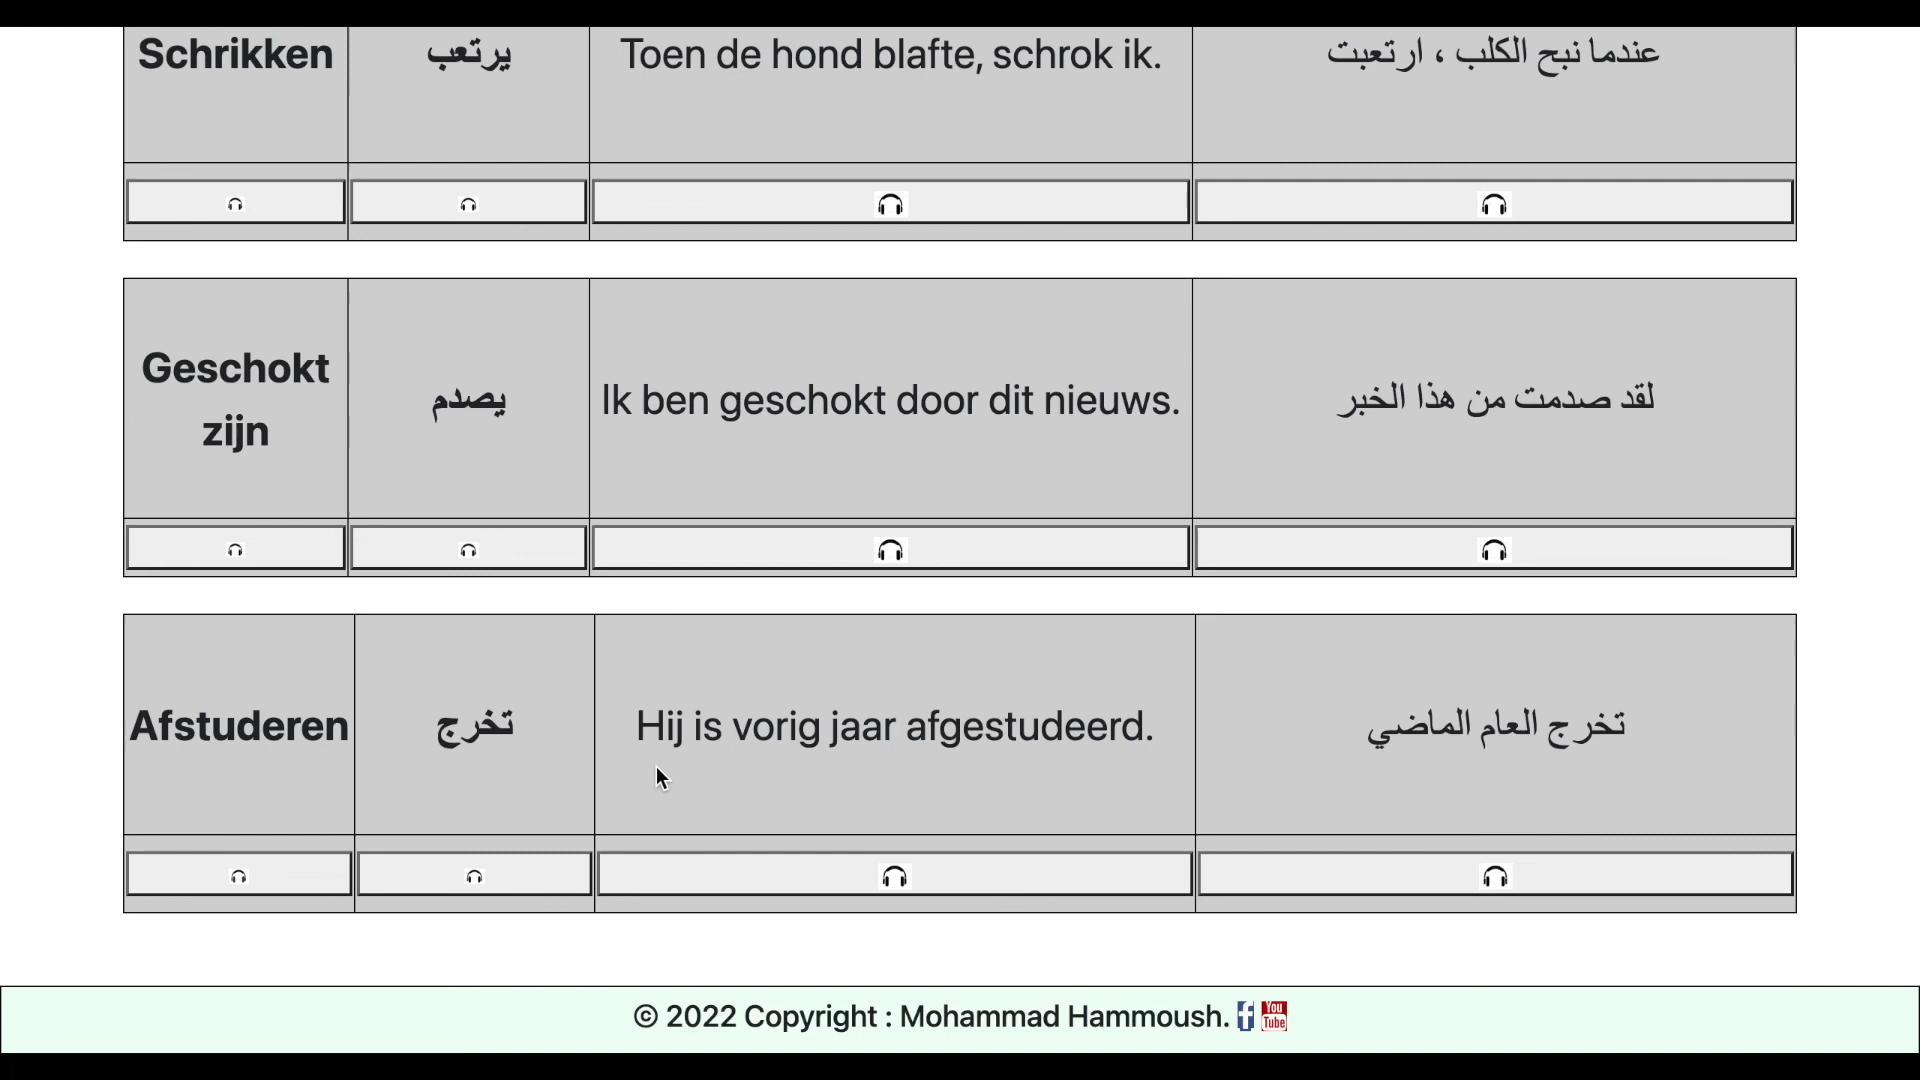 Schrikken
يرتعب
Toen de hond blafte, schrok ik.
عندما نبح الكلب ، ارتعبت
Geschokt
zijn
يصدم
Ik ben geschokt door dit nieuws.
لقد صدمت من هذا الخبر
Afstuderen
تخرج
Hij is vorig jaar afgestudeerd.
تخرج العام الماضي
© 2022 Copyright : Mohammad Hammoush. f You
Tube